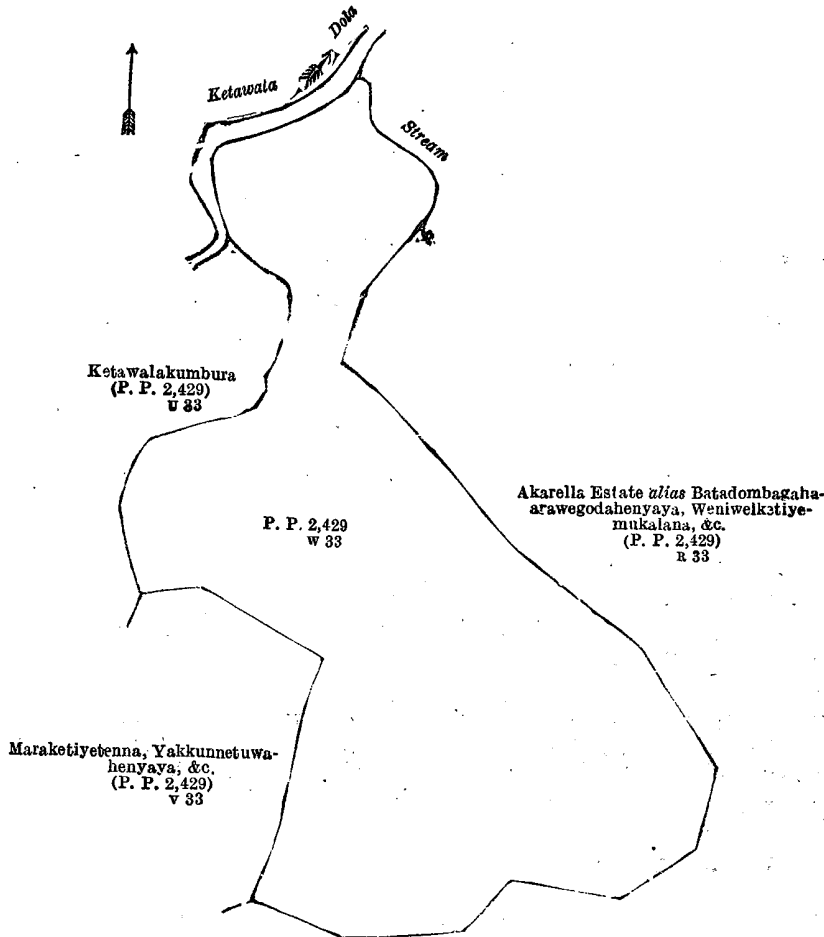 Ketawala Dola
Stream
Ketawalakumbura
(P. P. 2,429)
U 33
P. P. 2,429
W 33
Akarella Estate alias Batadombagaha-
arawegodahenyaya, Weniwelketiye-
mukalana, &c.
(P. P. 2,429)
R 33
Maraketiyetenna, Yakkunnetuwa-
henyaya, &c.
(P. P. 2,429)
V 33